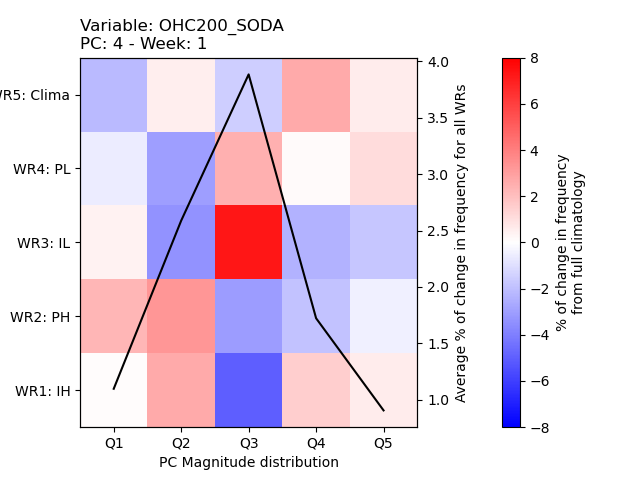 Variable: OHC200_SODA
PC: 4 - Week: 1
WR5: Clima
WR4: PL
WR3: IL
WR2: PH
WR1: IH
Q1 Q2 Q3 Q4 Q5
PC Magnitude distribution
4.0
3.5
3.0
2.5
2.0
1.5
1.0
Average % of change in frequency for all WRs
8
6
4
2
0
−2
−4
−6
−8
% of change in frequency
from full climatology